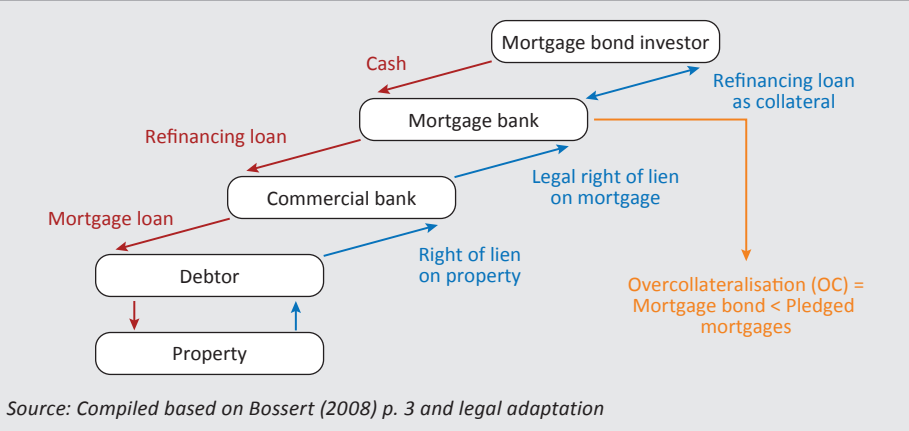 Mortgage bond investor
Cash
Refinancing loan
as collateral
Mortgage bank
Refinancing loan
Legal right of lien
on mortgage
Commercial bank
Mortgage loan
Right of lien
on property
Debtor
Overcollateralisation (OC) =
Mortgage bond < Pledged
mortgages
Property
Source: Compiled based on Bossert (2008) p. 3 and legal adaptation